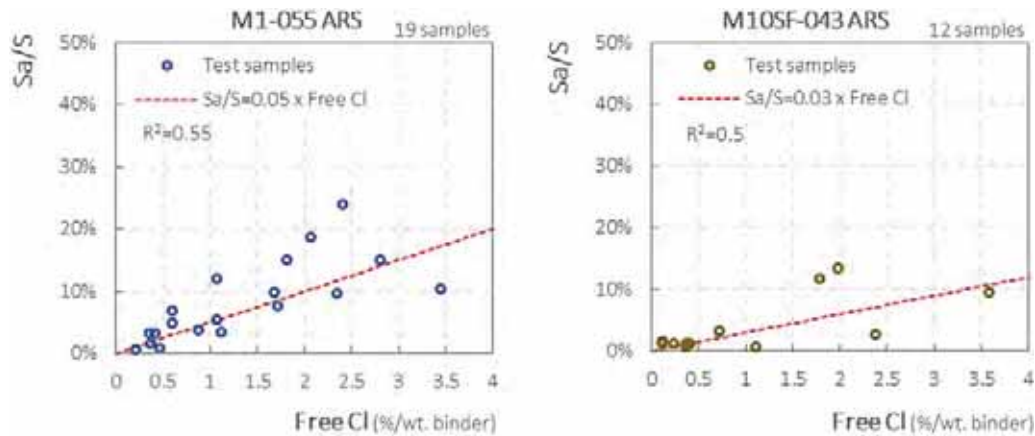 M1-055 ARS
19 samples
Sa/S
50%
40%
30%
20%
10%
0%
Test samples
Sa/S=0.05 x Free Cl
R²=0.55
0 0.5 1 1.5 2 2.5 3 3.5 4
Free Cl (%/wt. binder)
M10SF-043 ARS
12 samples
Sa/S
50%
40%
30%
20%
10%
0%
Test samples
Sa/S=0.03 x Free Cl
R²=0.5
0 0.5 1 1.5 2 2.5 3 3.5 4
Free Cl (%/wt. binder)